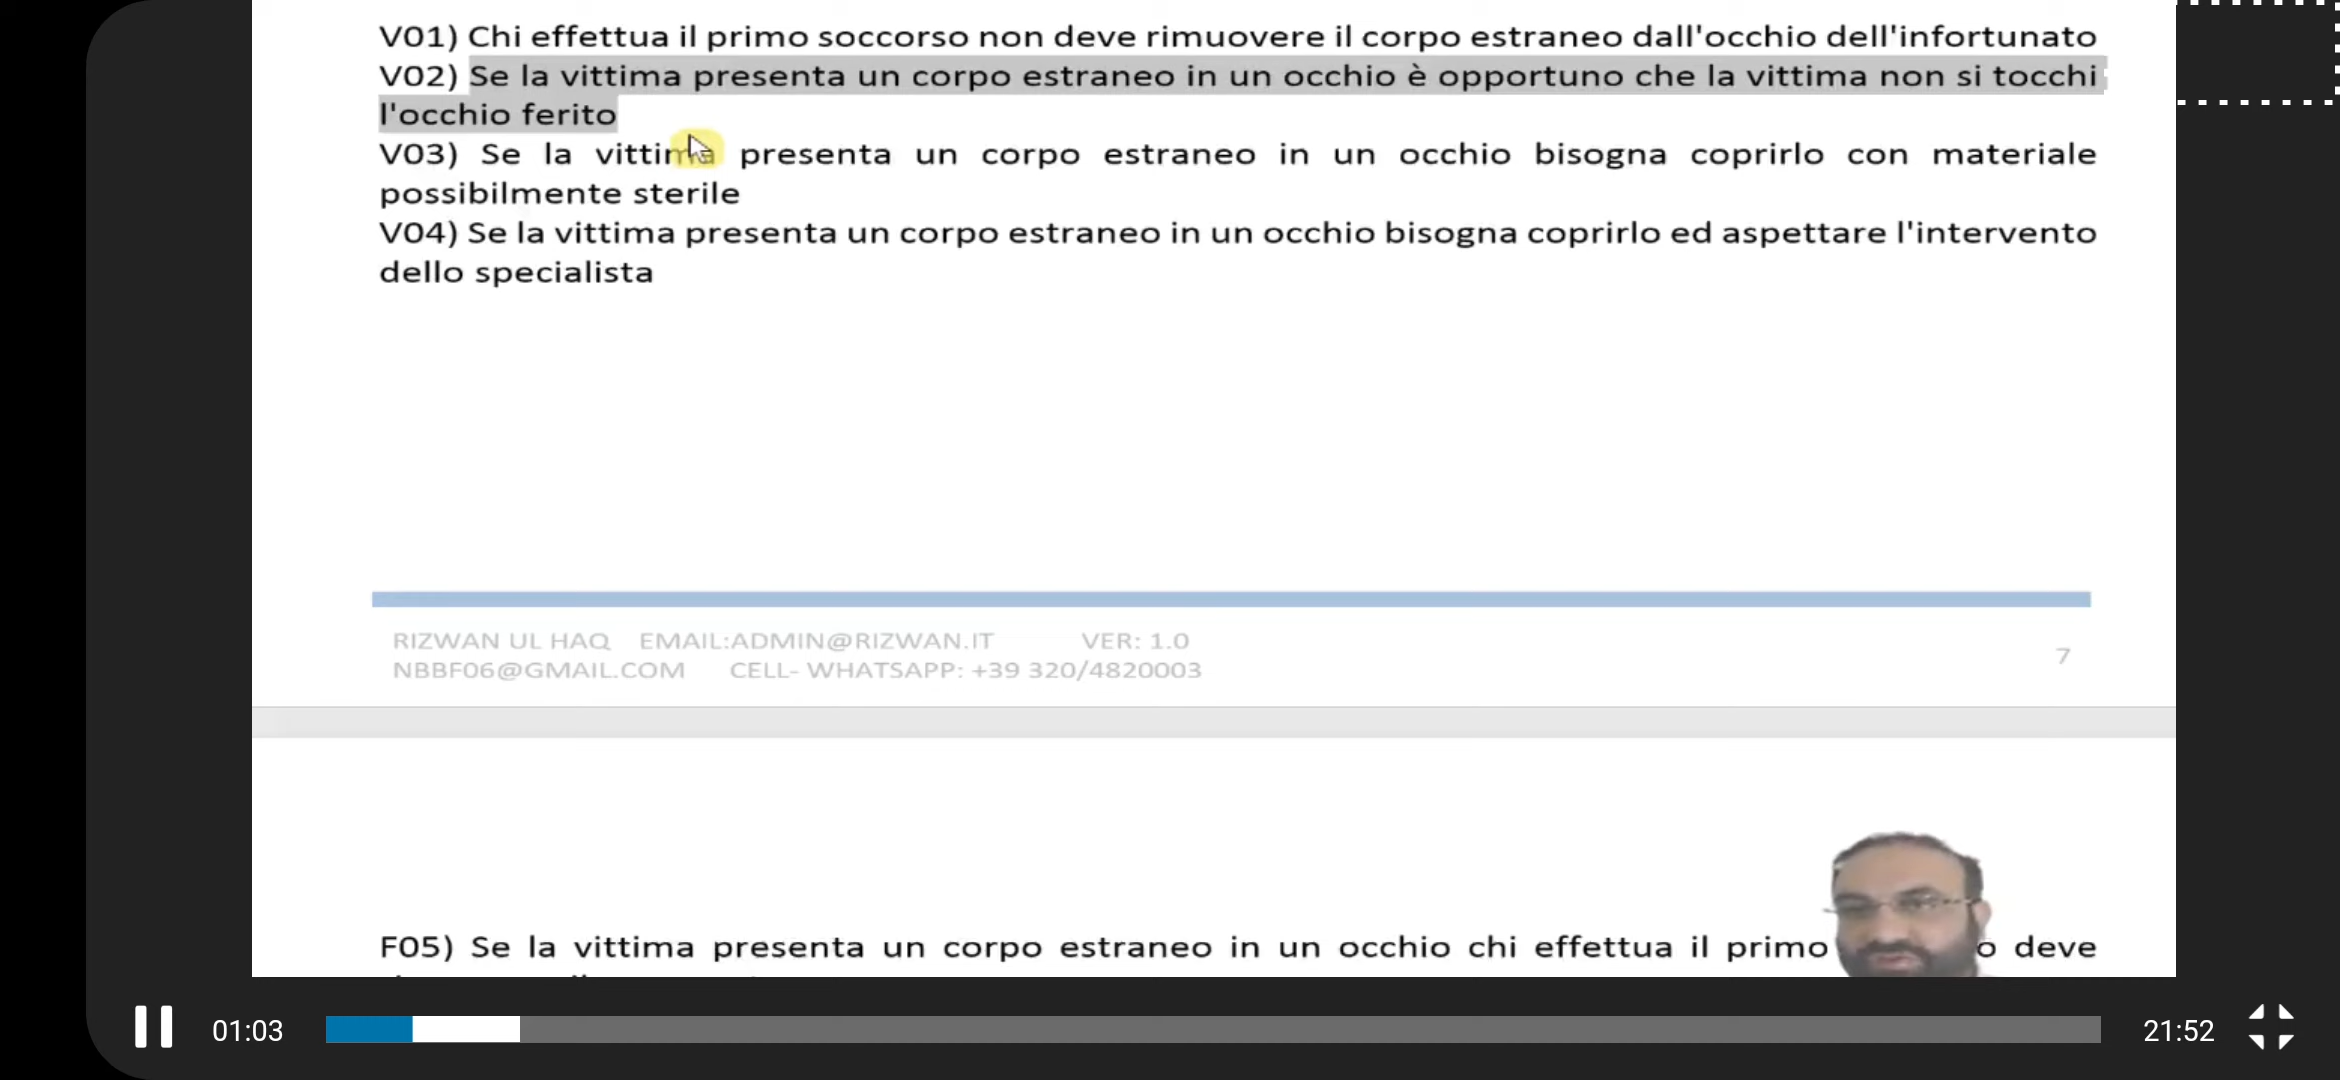 V01) Chi effettua il primo soccorso non deve rimuovere il corpo estraneo dall'occhio dell'infortunato
V02) Se la vittima presenta un corpo estraneo in un occhio è opportuno che la vittima non si tocchi
l'occhio ferito
V03) Se la vittima presenta un corpo estraneo in un occhio bisogna coprirlo con materiale
possibilmente sterile
V04) Se la vittima presenta un corpo estraneo in un occhio bisogna coprirlo ed aspettare l'intervento
dello specialista
RIZWAN UL HAQ EMAIL:ADMIN@RIZWAN.IT VER: 1.0
NBBF06@GMAIL.COM CELL- WHATSAPP: +39 320/4820003
7
F05) Se la vittima presenta un corpo estraneo in un occhio chi effettua il primo deve
01:03
21:52